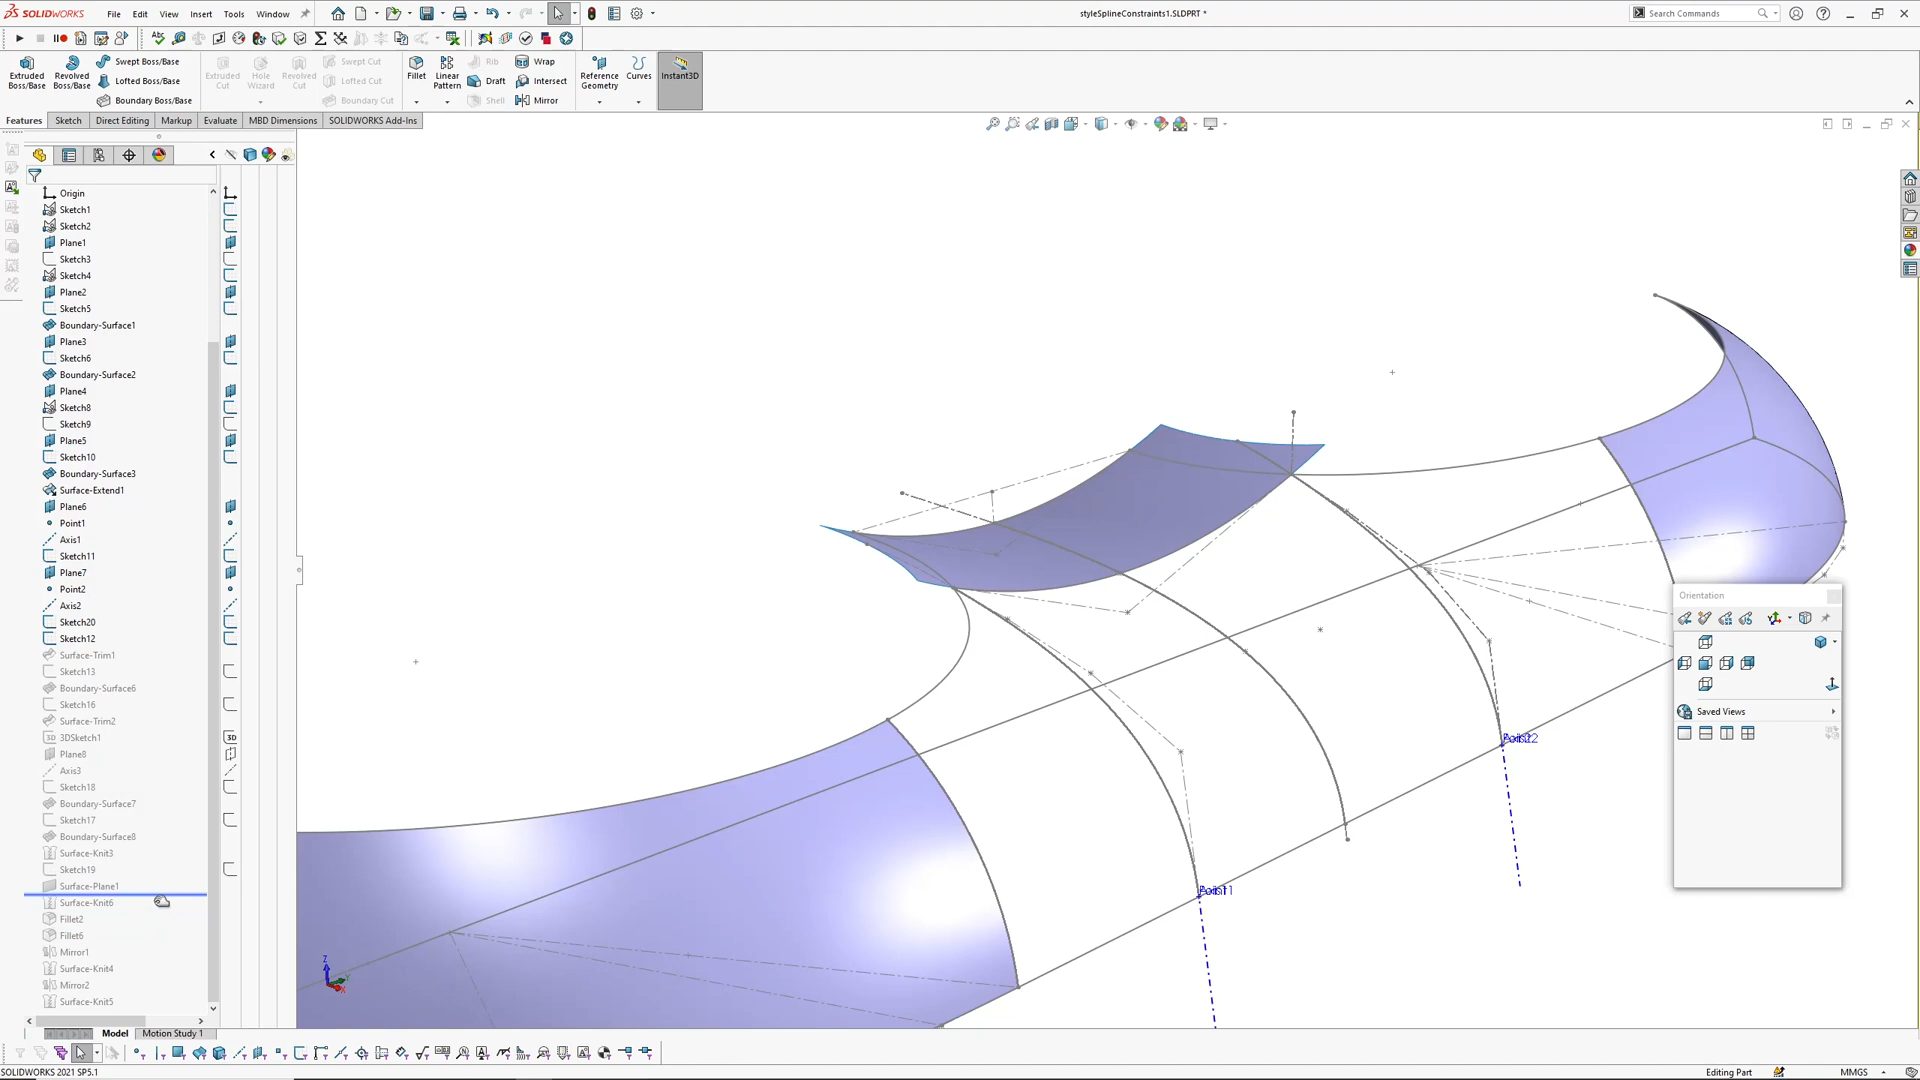 SOLIDWORKS File Edit View Insert Tools Window styleSplineConstraints1.SLDPRT * Search Commands
Extruded Boss/Base
Revolved Boss/Base
Swept Boss/Base
Lofted Boss/Base
Boundary Boss/Base
Extruded Cut
Hole Wizard
Revolved Cut
Swept Cut
Lofted Cut
Boundary Cut
Fillet
Linear Pattern
Rib
Draft
Shell
Wrap
Intersect
Mirror
Reference Geometry
Curves
Instant3D
Features Sketch Direct Editing Markup Evaluate MBD Dimensions SOLIDWORKS Add-Ins
Origin
Sketch1
Sketch2
Plane1
Sketch3
Sketch4
Plane2
Sketch5
Boundary-Surface1
Plane3
Sketch6
Boundary-Surface2
Plane4
Sketch8
Sketch9
Plane5
Sketch10
Boundary-Surface3
Surface-Extend1
Plane6
Point1
Axis1
Sketch11
Plane7
Point2
Axis2
Sketch20
Sketch12
Surface-Trim1
Sketch13
Boundary-Surface6
Sketch16
Surface-Trim2
3DSketch1
Plane8
Axis3
Sketch18
Boundary-Surface7
Sketch17
Boundary-Surface8
Surface-Knit3
Sketch19
Surface-Plane1
Surface-Knit6
Fillet2
Fillet6
Mirror1
Surface-Knit4
Mirror2
Surface-Knit5
Orientation
Saved Views
Model Motion Study 1
SOLIDWORKS 2021 SP5.1 Editing Part MMGS